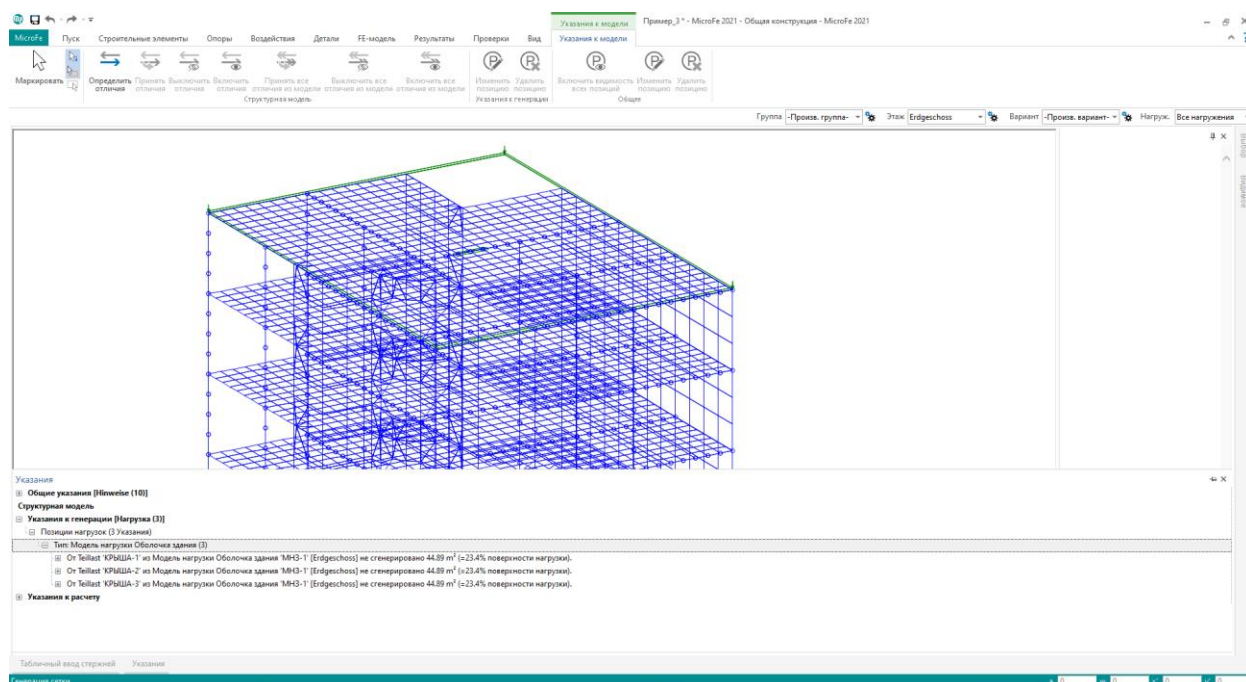 Указания к модели Пример_3 * - MicroFe 2021 - Общая конструкция - MicroFe 2021
MicroFe Пуск Строительные элементы Опоры Воздействия Детали FE-модель Результаты Проверки Вид Указания к модели
Маркировать Определить отличия Принять отличия Выключить отличия Включить отличия Принять все отличия из модели Выключить все отличия из модели Включить все отличия из модели Изменить позицию Удалить позицию Включить видимость всех позиций Изменить позицию Удалить позицию
Структурная модель Указания к генерации Общее
Группа -Произв. группа- Этаж Erdgeschoss Вариант -Произв. вариант- Нагруж. Все нагружения
Указания
Общие указания [Hinweise (10)]
Структурная модель
Указания к генерации [Нагрузка (3)]
Позиции нагрузок (3 Указания)
Тип: Модель нагрузки Оболочка здания (3)
От Teillast 'КРЫША-1' из Модель нагрузки Оболочка здания 'МНЗ-1' [Erdgeschoss] не сгенерировано 44.89 m² (=23.4% поверхности нагрузки).
От Teillast 'КРЫША-2' из Модель нагрузки Оболочка здания 'МНЗ-1' [Erdgeschoss] не сгенерировано 44.89 m² (=23.4% поверхности нагрузки).
От Teillast 'КРЫША-3' из Модель нагрузки Оболочка здания 'МНЗ-1' [Erdgeschoss] не сгенерировано 44.89 m² (=23.4% поверхности нагрузки).
Указания к расчету
Табличный ввод стержней Указания
Генерация сетки